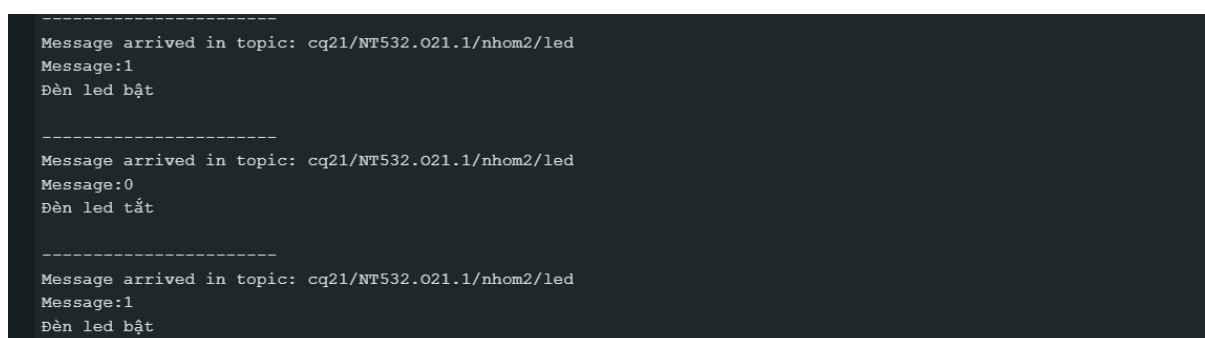 -----------------------
Message arrived in topic: cq21/NT532.O21.1/nhom2/led
Message:1
Đèn led bật
-----------------------
Message arrived in topic: cq21/NT532.O21.1/nhom2/led
Message:0
Đèn led tắt
-----------------------
Message arrived in topic: cq21/NT532.O21.1/nhom2/led
Message:1
Đèn led bật